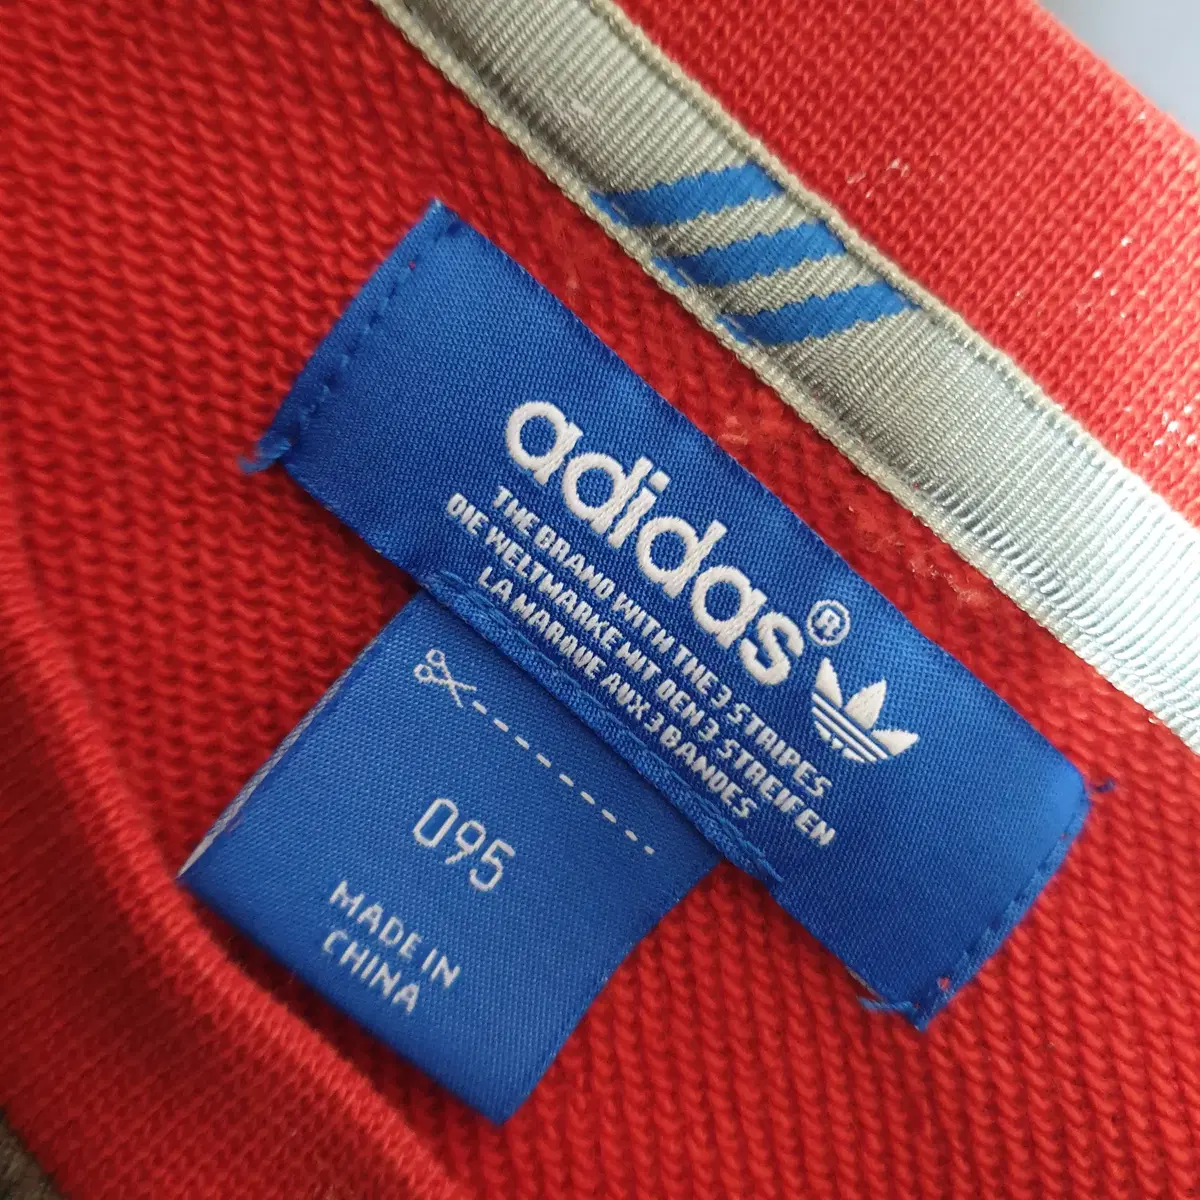 adidas®
THE BRAND WITH THE 3 STRIPES
DIE WELTMARKE MIT DEN 3 STREIFEN
LA MARQUE AUX 3 BANDES
095
MADE IN
CHINA